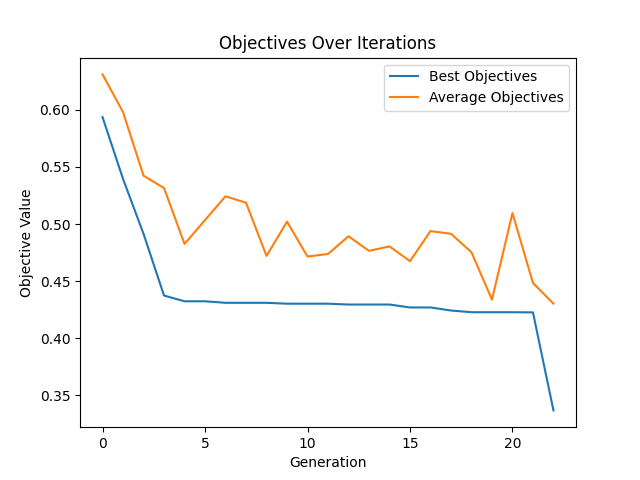 Objectives Over Iterations
Best Objectives
Average Objectives
0.60
0.55
0.50
0.45
0.40
0.35
Objective Value
0 5 10 15 20
Generation